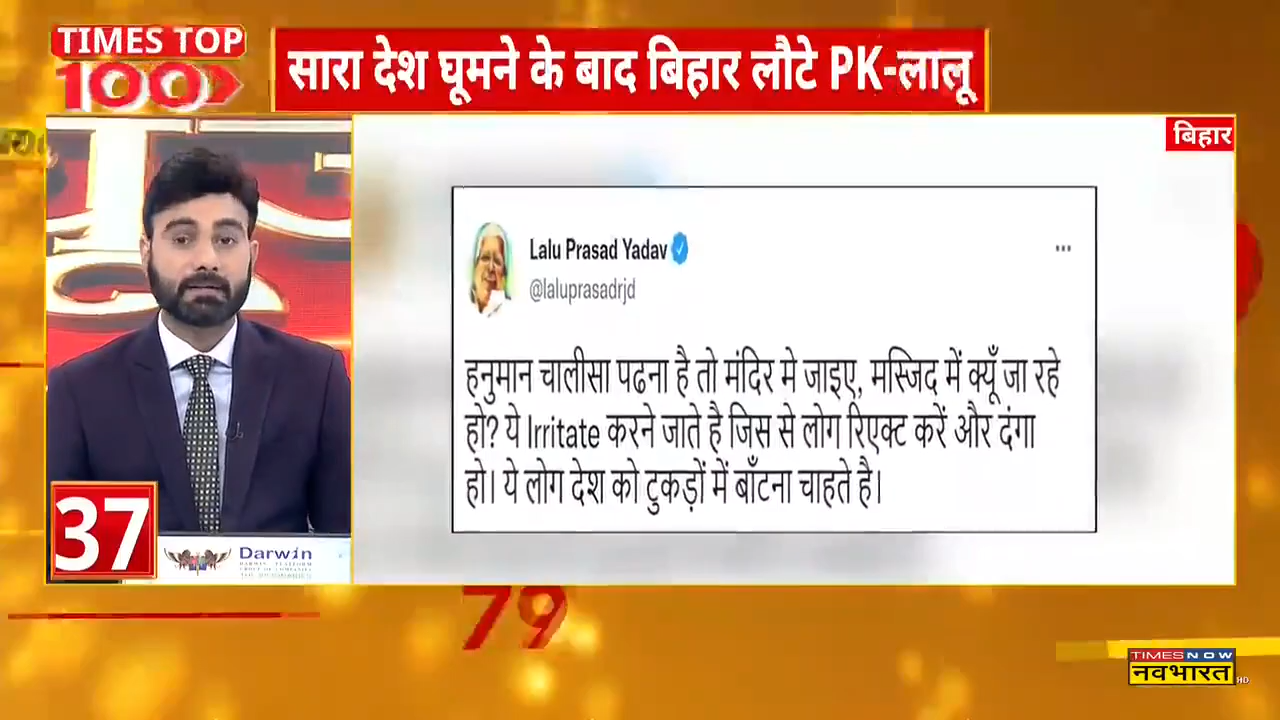 TIMES TOP
100
सारा देश घूमने के बाद बिहार लौटे PK-लालू
बिहार
Lalu Prasad Yadav
@laluprasadrjd
हनुमान चालीसा पढना है तो मंदिर मे जाइए, मस्जिद में क्यूँ जा रहे
हो? ये Irritate करने जाते है जिस से लोग रिएक्ट करें और दंगा
हो। ये लोग देश को टुकड़ों में बाँटना चाहते है।
37
Darwin
79
TIMES NOW
नवभारत
HD